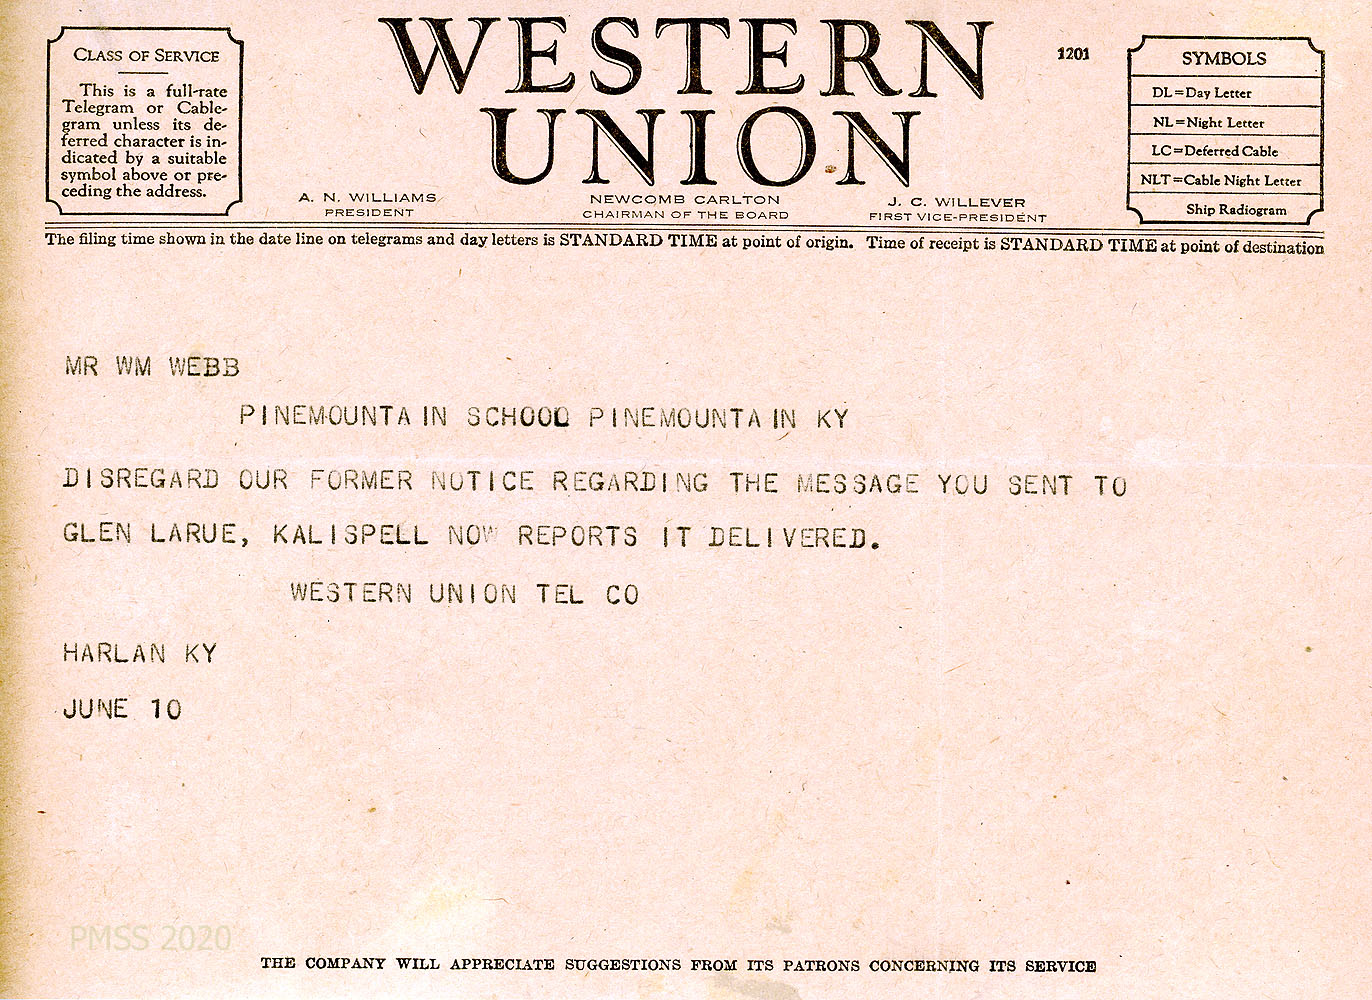 CLASS OF SERVICE
This is a full-rate
Telegram or Cable-
gram unless its de-
ferred character is in-
dicated by a suitable
symbol above or pre-
ceding the address.
WESTERN
UNION
1201
SYMBOLS
DL=Day Letter
NL=Night Letter
LC=Deferred Cable
NLT=Cable Night Letter
Ship Radiogram
A. N. WILLIAMS
PRESIDENT
NEWCOMB CARLTON
CHAIRMAN OF THE BOARD
J. C. WILLEVER
FIRST VICE-PRESIDENT
The filing time shown in the date line on telegrams and day letters is STANDARD TIME at point of origin. Time of receipt is STANDARD TIME at point of destination
MR WM WEBB
PINEMOUNTAIN SCHOOL PINEMOUNTAIN KY
DISREGARD OUR FORMER NOTICE REGARDING THE MESSAGE YOU SENT TO
GLEN LARUE, KALISPELL NOW REPORTS IT DELIVERED.
WESTERN UNION TEL CO
HARLAN KY
JUNE 10
PMSS 2020
THE COMPANY WILL APPRECIATE SUGGESTIONS FROM ITS PATRONS CONCERNING ITS SERVICE